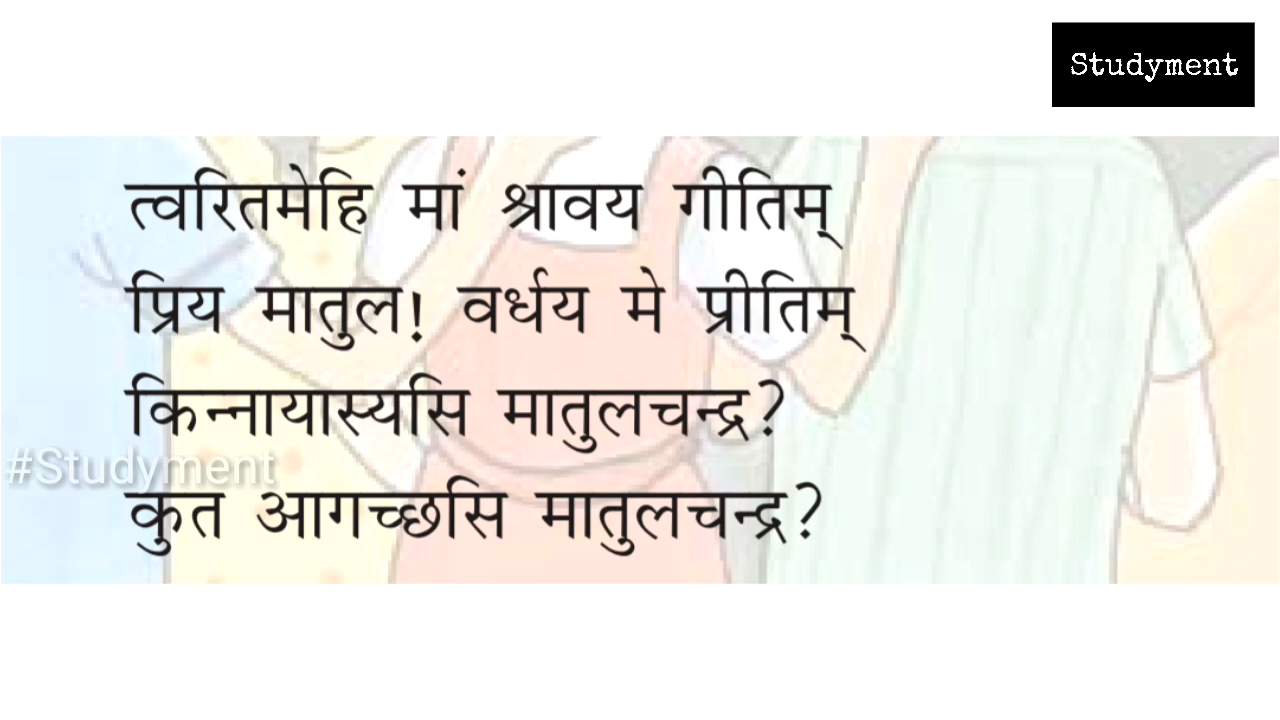 Studyment
त्वरितमेहि मां श्रावय गीतिम्
प्रिय मातुल! वर्धय मे प्रीतिम्
किन्नायास्यसि मातुलचन्द्र?
#Studyment
कुत आगच्छसि मातुलचन्द्र?